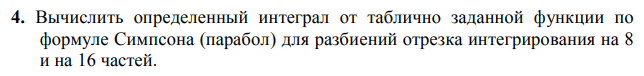 4. Вычислить определенный интеграл от таблично заданной функции по
формуле Симпсона (парабол) для разбиений отрезка интегрирования на 8
и на 16 частей.